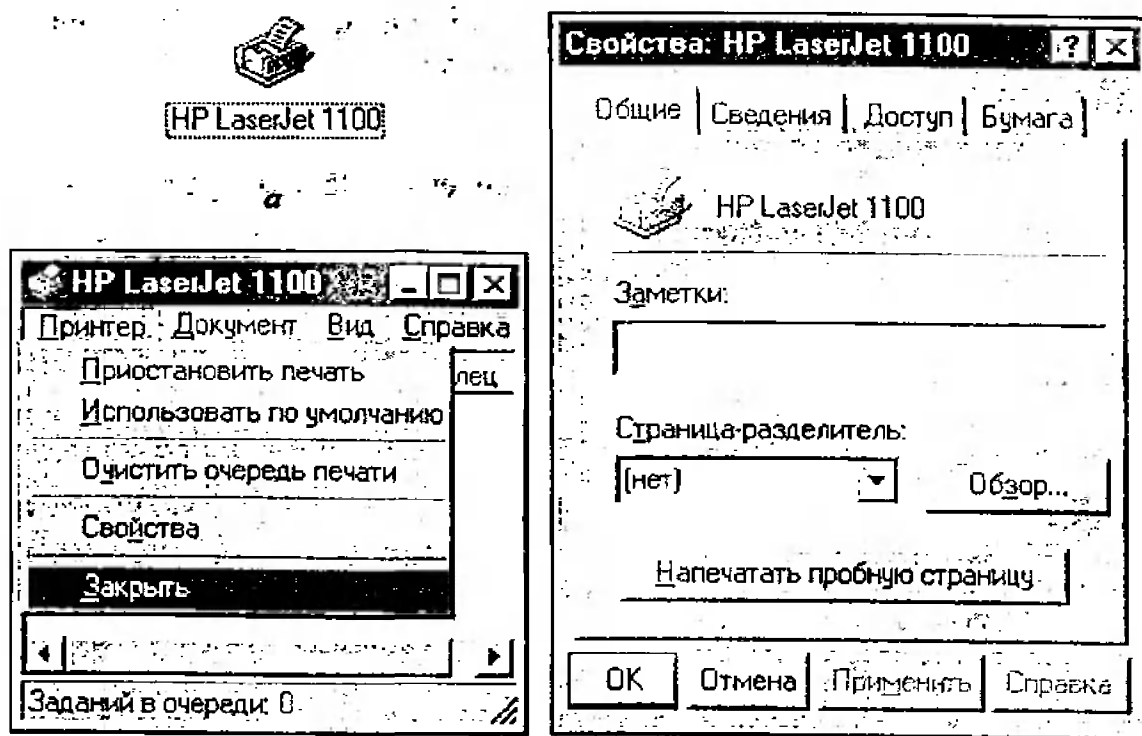 HP LaserJet 1100
а
HP LaserJet 1100
Принтер Документ Вид Справка
Приостановить печать
лец
Использовать по умолчанию
Очистить очередь печати
Свойства
Закрыть
Заданий в очереди: 0
Свойства: HP LaserJet 1100
Общие Сведения Доступ Бумага
HP LaserJet 1100
Заметки:
Страница-разделитель:
(нет)
Обзор...
Напечатать пробную страницу
OK Отмена Применить Справка